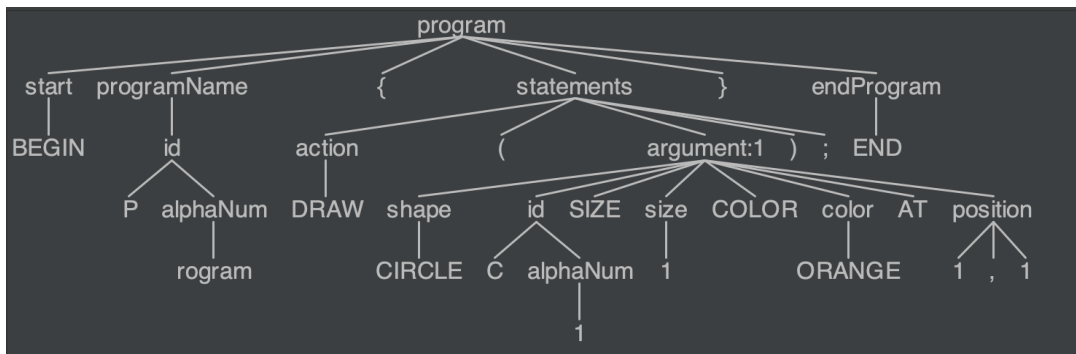 program
start programName { statements } endProgram
BEGIN id action ( argument:1 ) ; END
P alphaNum DRAW shape id SIZE size COLOR color AT position
rogram CIRCLE C alphaNum 1 ORANGE 1 , 1
1